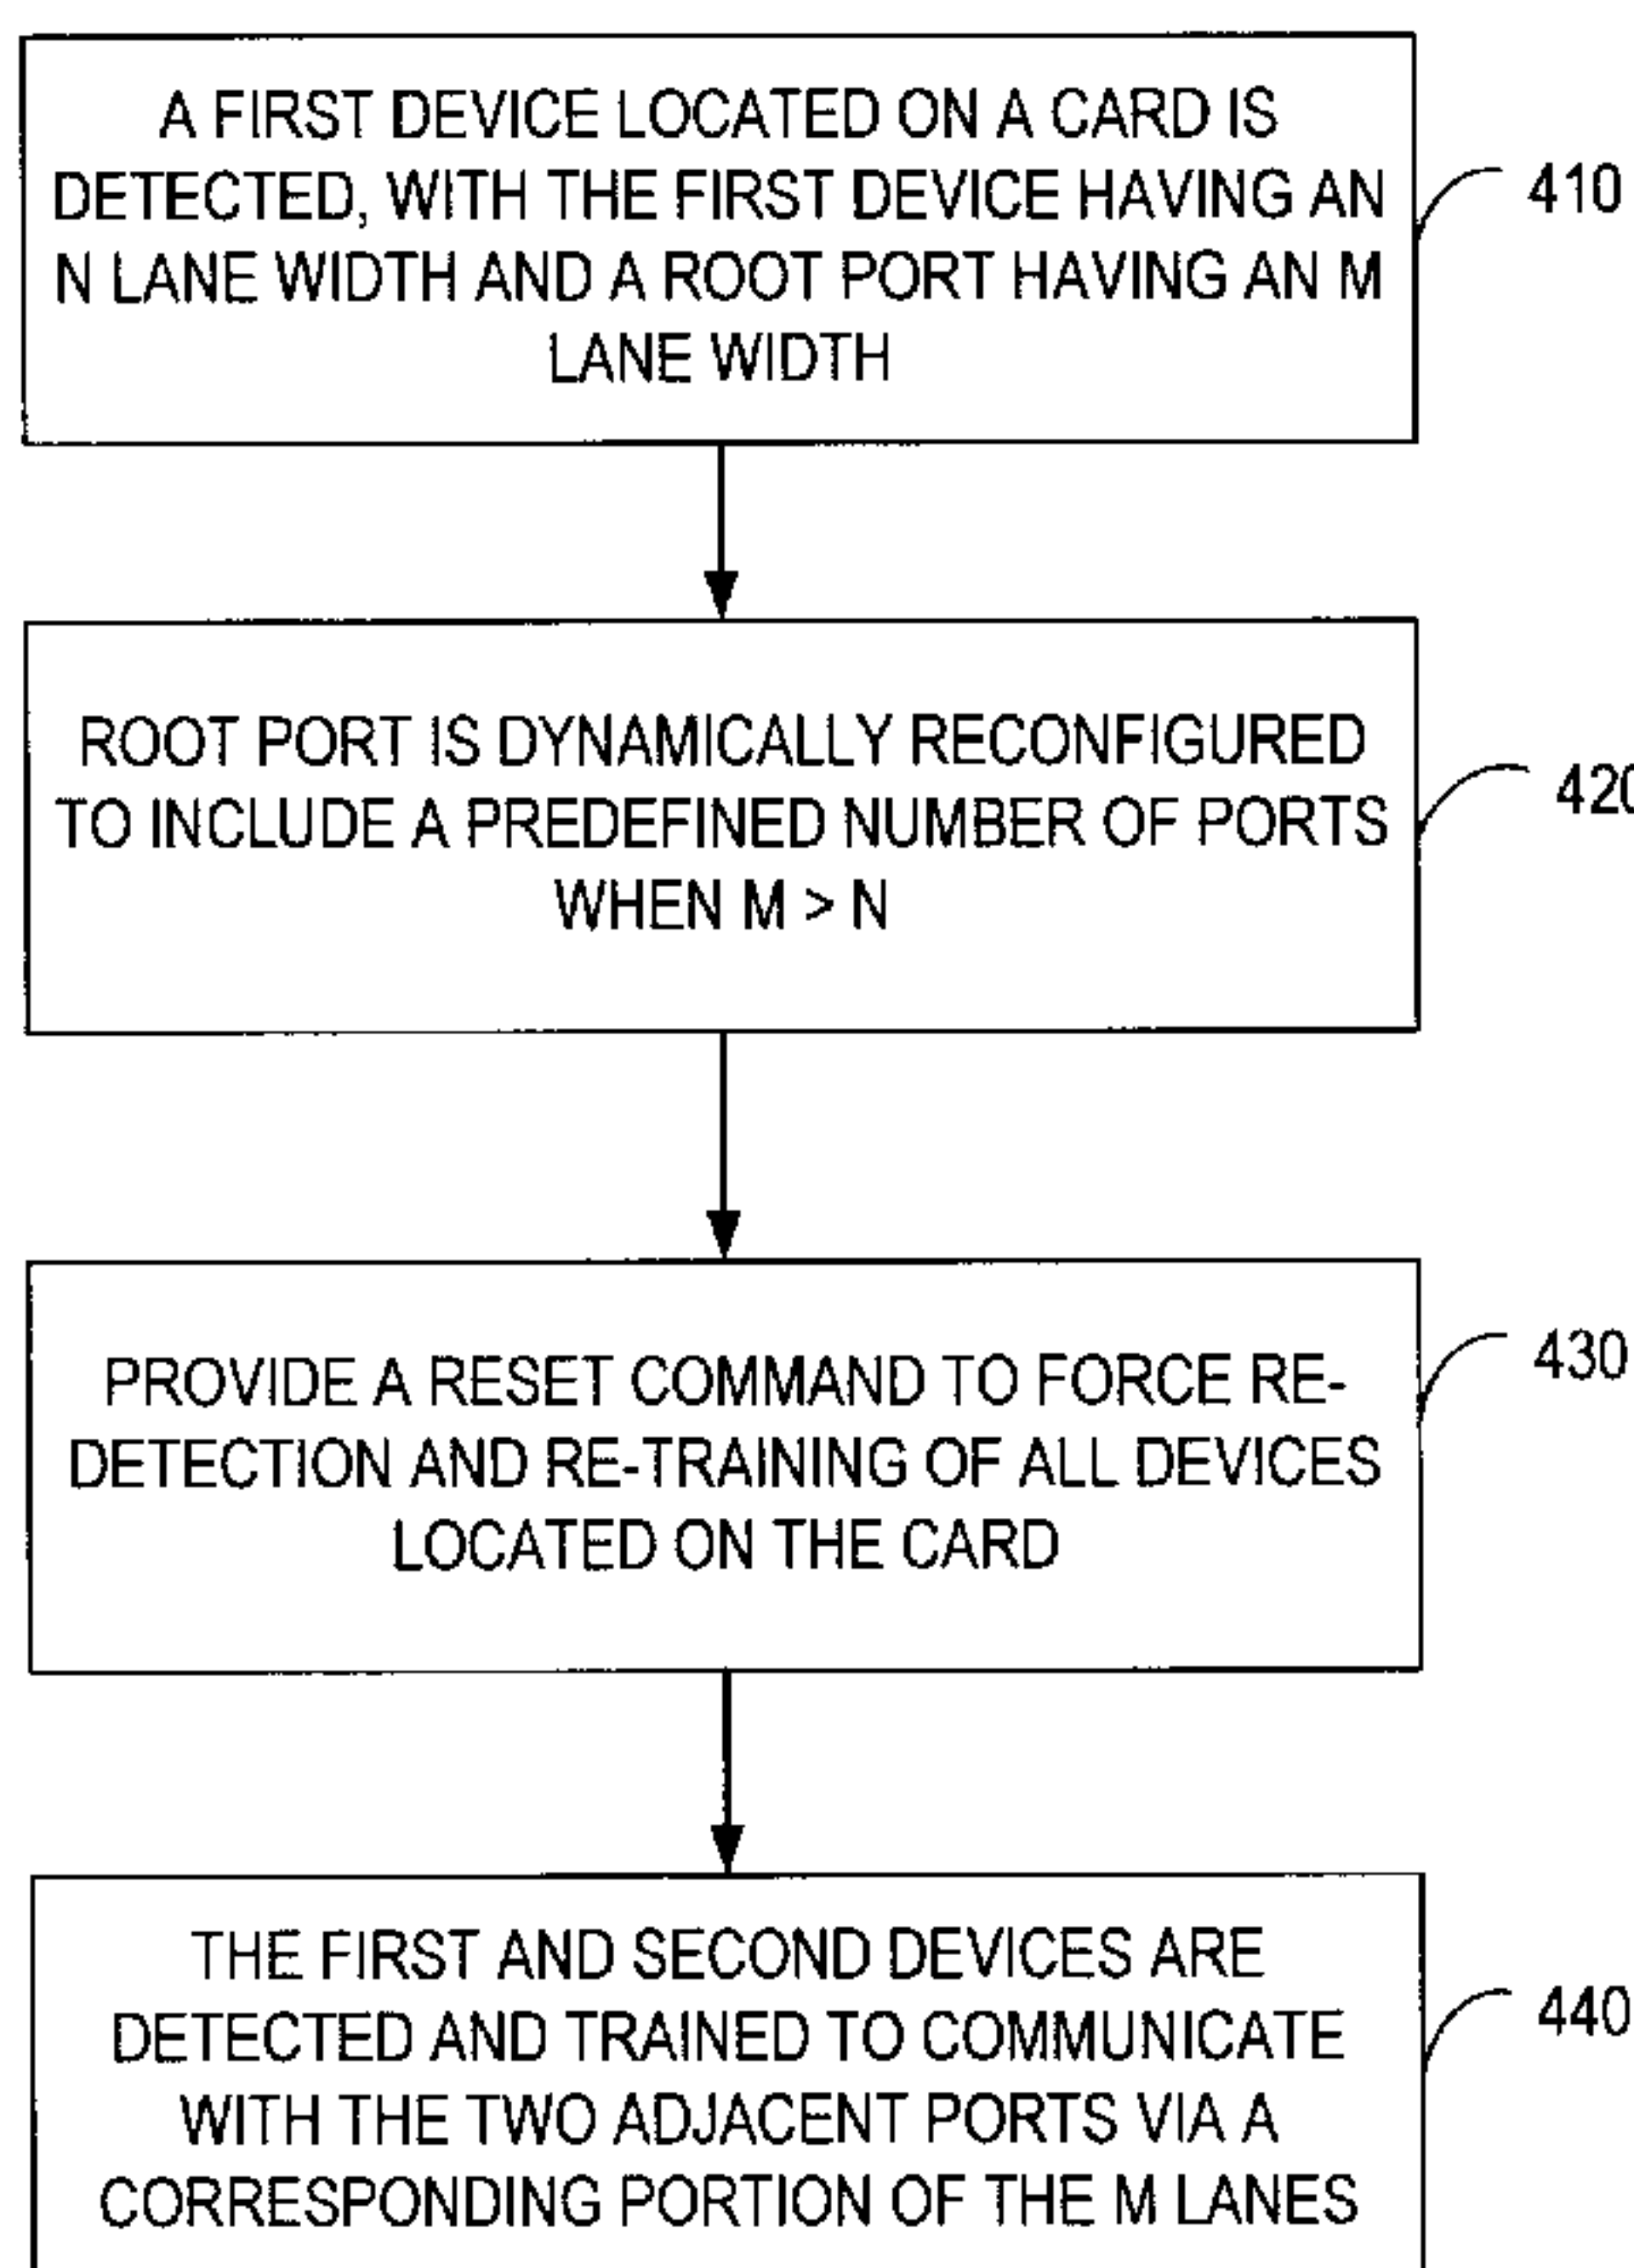 A FIRST DEVICE LOCATED ON A CARD IS
DETECTED, WITH THE FIRST DEVICE HAVING AN
N LANE WIDTH AND A ROOT PORT HAVING AN M
LANE WIDTH
410
ROOT PORT IS DYNAMICALLY RECONFIGURED
TO INCLUDE A PREDEFINED NUMBER OF PORTS
WHEN M > N
420
PROVIDE A RESET COMMAND TO FORCE RE-
DETECTION AND RE-TRAINING OF ALL DEVICES
LOCATED ON THE CARD
430
THE FIRST AND SECOND DEVICES ARE
DETECTED AND TRAINED TO COMMUNICATE
WITH THE TWO ADJACENT PORTS VIA A
CORRESPONDING PORTION OF THE M LANES
440